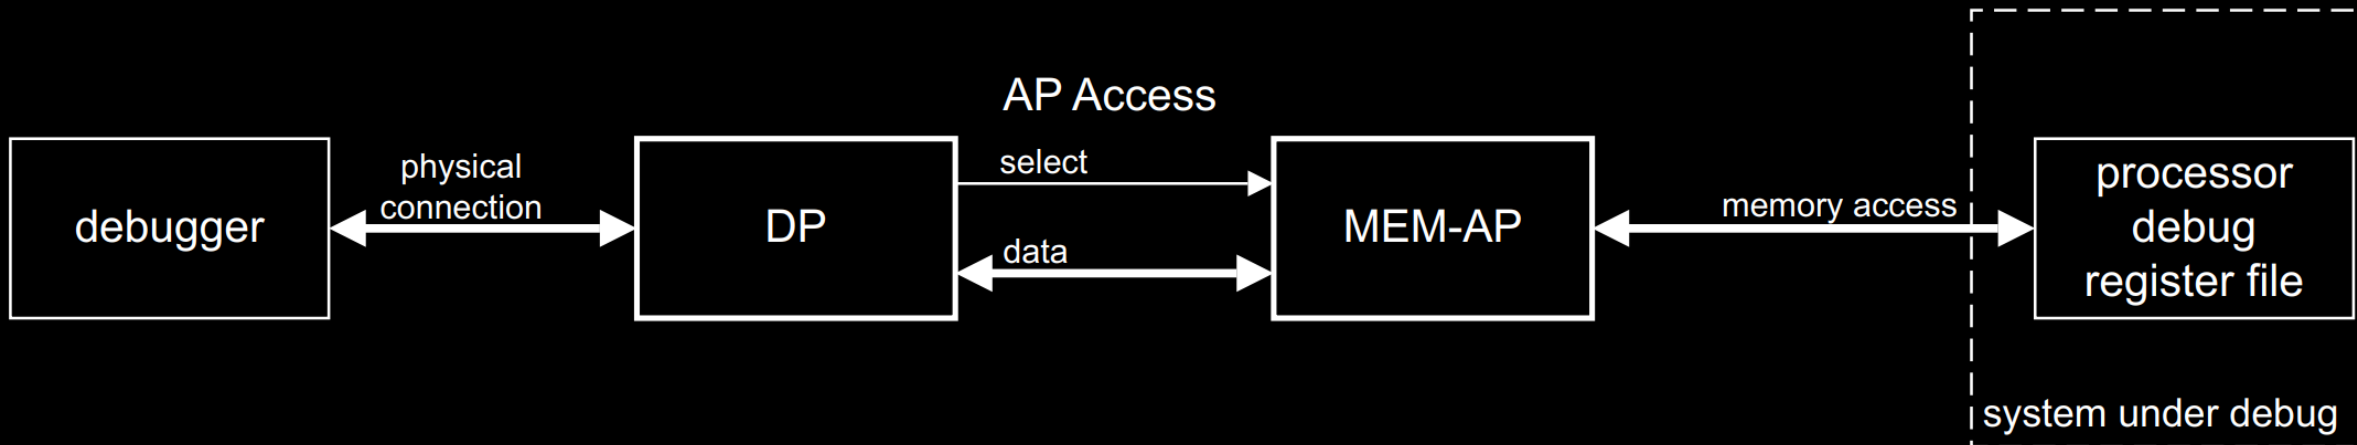 AP Access
debugger
physical
connection
DP
select
data
MEM-AP
memory access
processor
debug
register file
system under debug